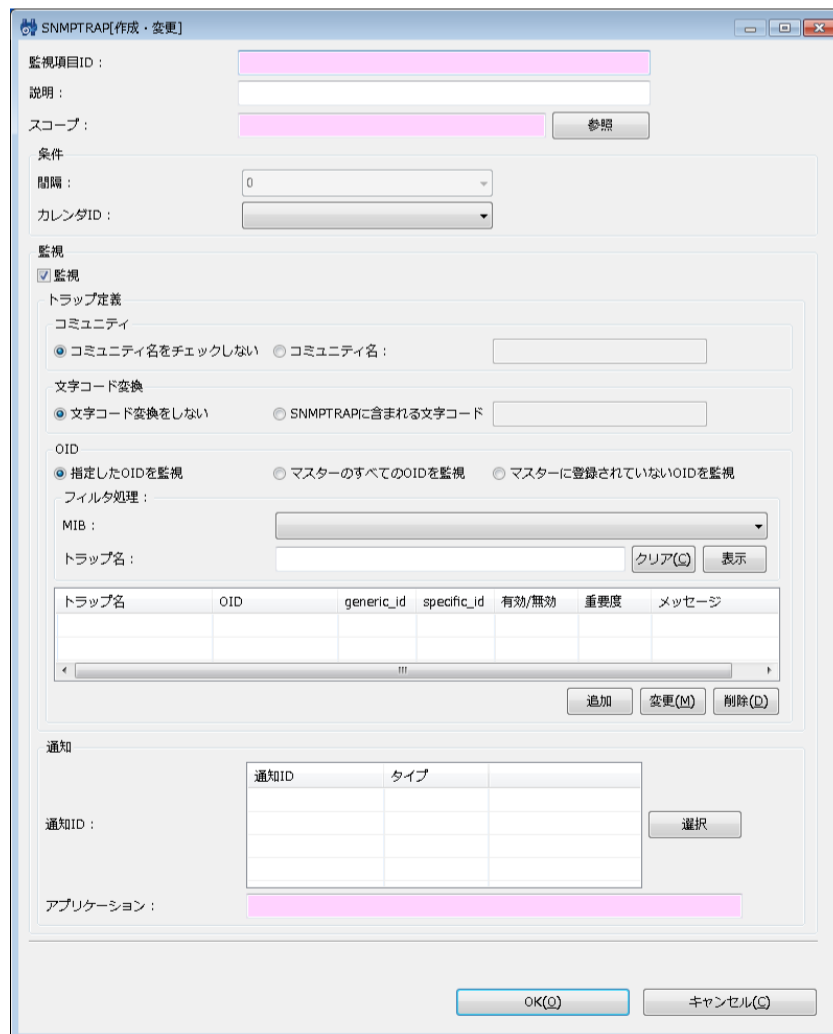 SNMPTRAP[作成・変更]
監視項目ID：
説明：
スコープ： 参照
条件
間隔： 0
カレンダID：
監視
監視
トラップ定義
コミュニティ
コミュニティ名をチェックしない コミュニティ名：
文字コード変換
文字コード変換をしない SNMPTRAPに含まれる文字コード
OID
指定したOIDを監視 マスターのすべてのOIDを監視 マスターに登録されていないOIDを監視
フィルタ処理：
MIB：
トラップ名： クリア(C) 表示
トラップ名 OID generic_id specific_id 有効/無効 重要度 メッセージ
追加 変更(M) 削除(D)
通知
通知ID タイプ
通知ID： 選択
アプリケーション：
OK(O) キャンセル(C)